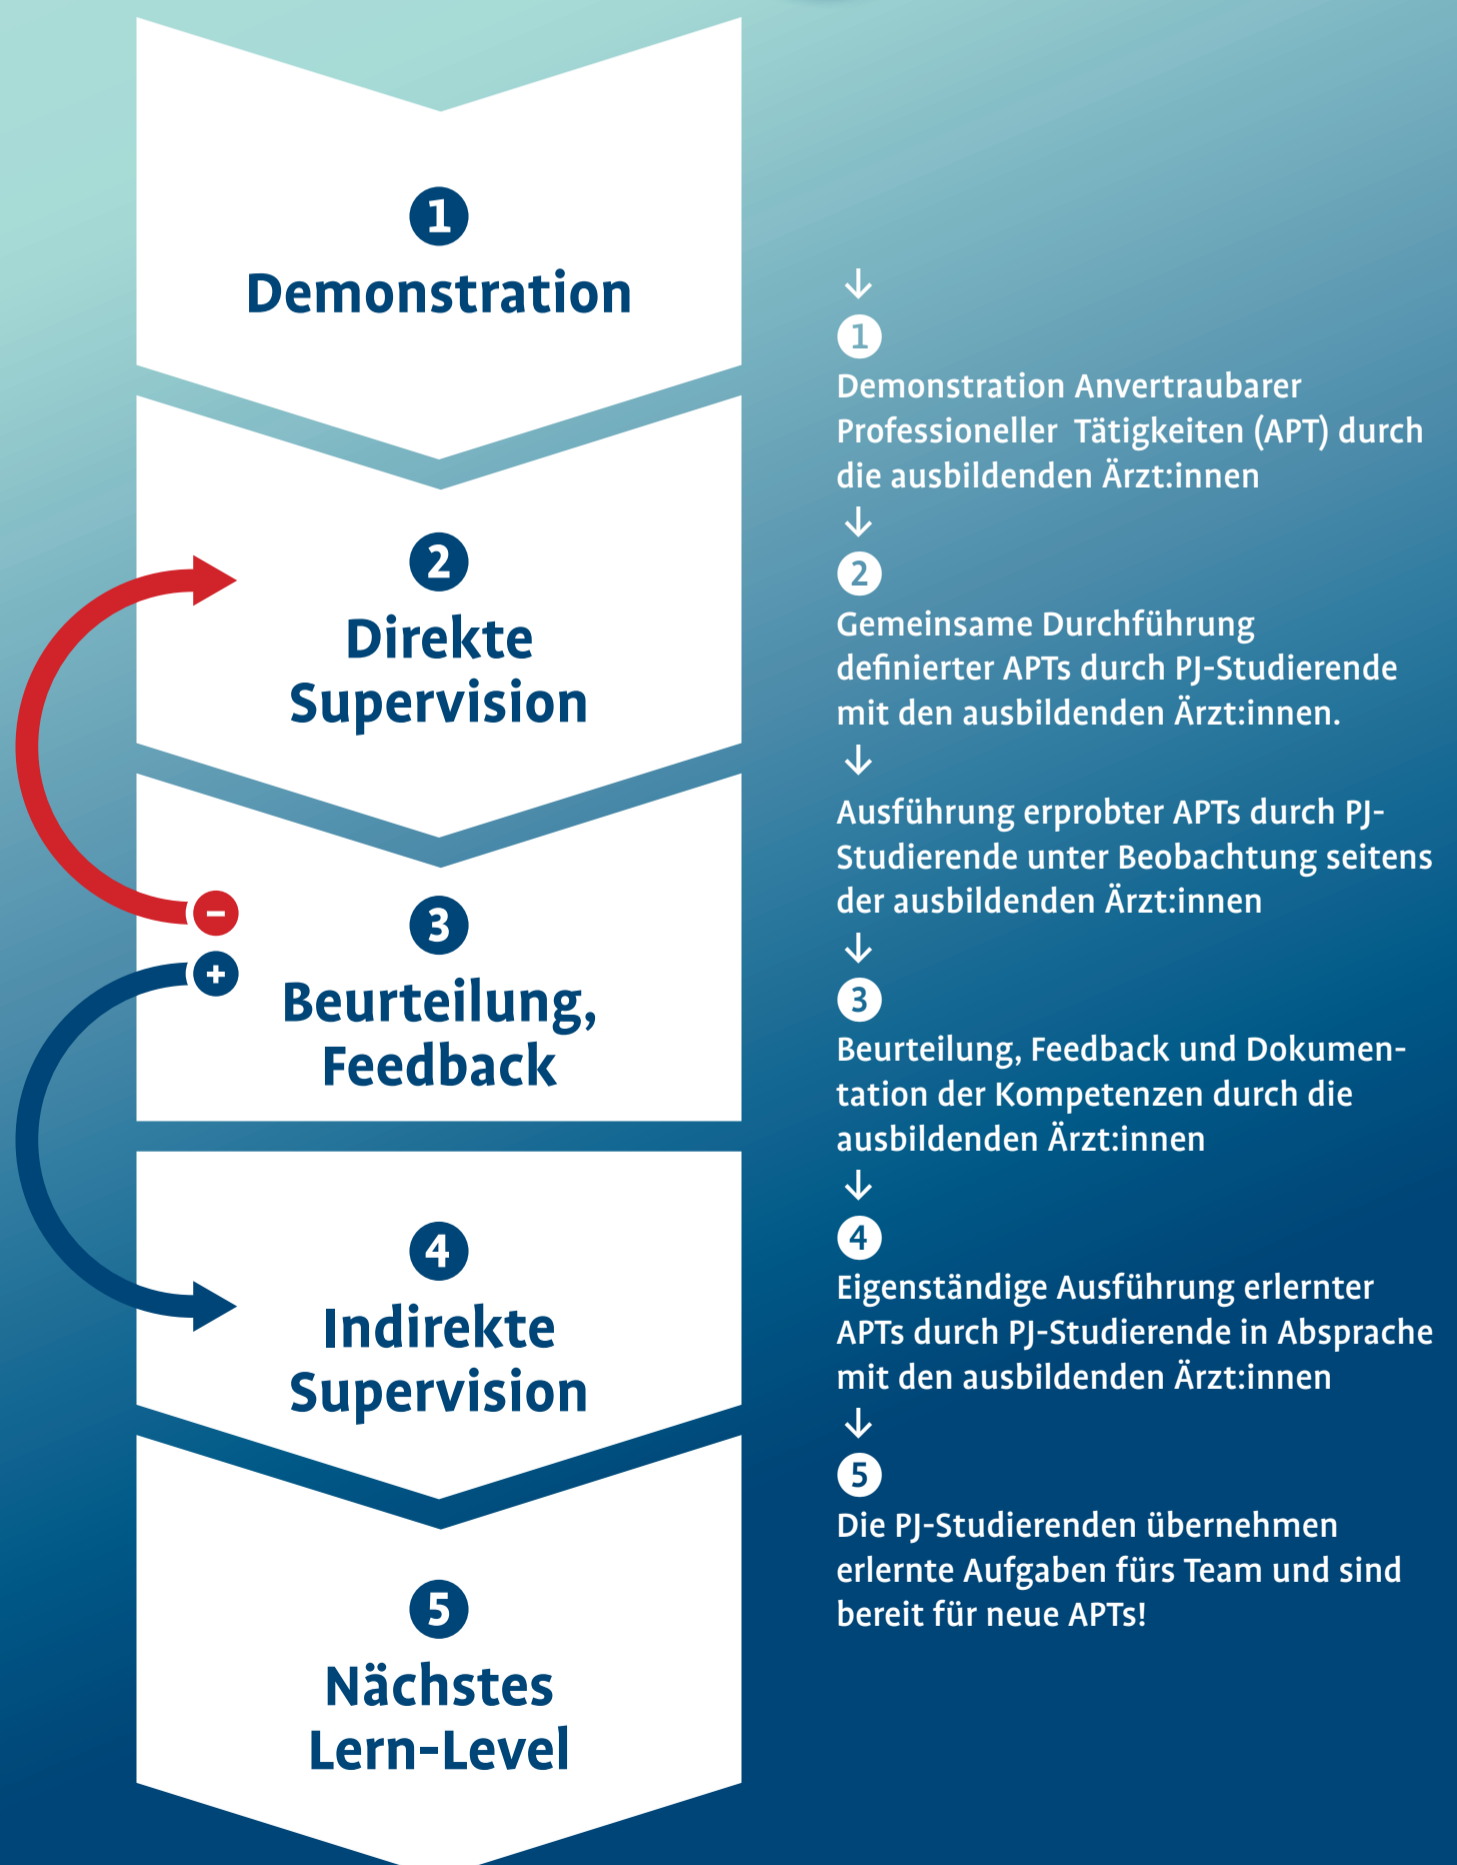 1
Demonstration
2
Direkte
Supervision
-
+
3
Beurteilung,
Feedback
4
Indirekte
Supervision
5
Nächstes
Lern-Level
↓
1
Demonstration Anvertraubarer
Professioneller Tätigkeiten (APT) durch
die ausbildenden Ärzt:innen
↓
2
Gemeinsame Durchführung
definierter APTs durch PJ-Studierende
mit den ausbildenden Ärzt:innen.
↓
Ausführung erprobter APTs durch PJ-
Studierende unter Beobachtung seitens
der ausbildenden Ärzt:innen
↓
3
Beurteilung, Feedback und Dokumen-
tation der Kompetenzen durch die
ausbildenden Ärzt:innen
↓
4
Eigenständige Ausführung erlernter
APTs durch PJ-Studierende in Absprache
mit den ausbildenden Ärzt:innen
↓
5
Die PJ-Studierenden übernehmen
erlernte Aufgaben fürs Team und sind
bereit für neue APTs!